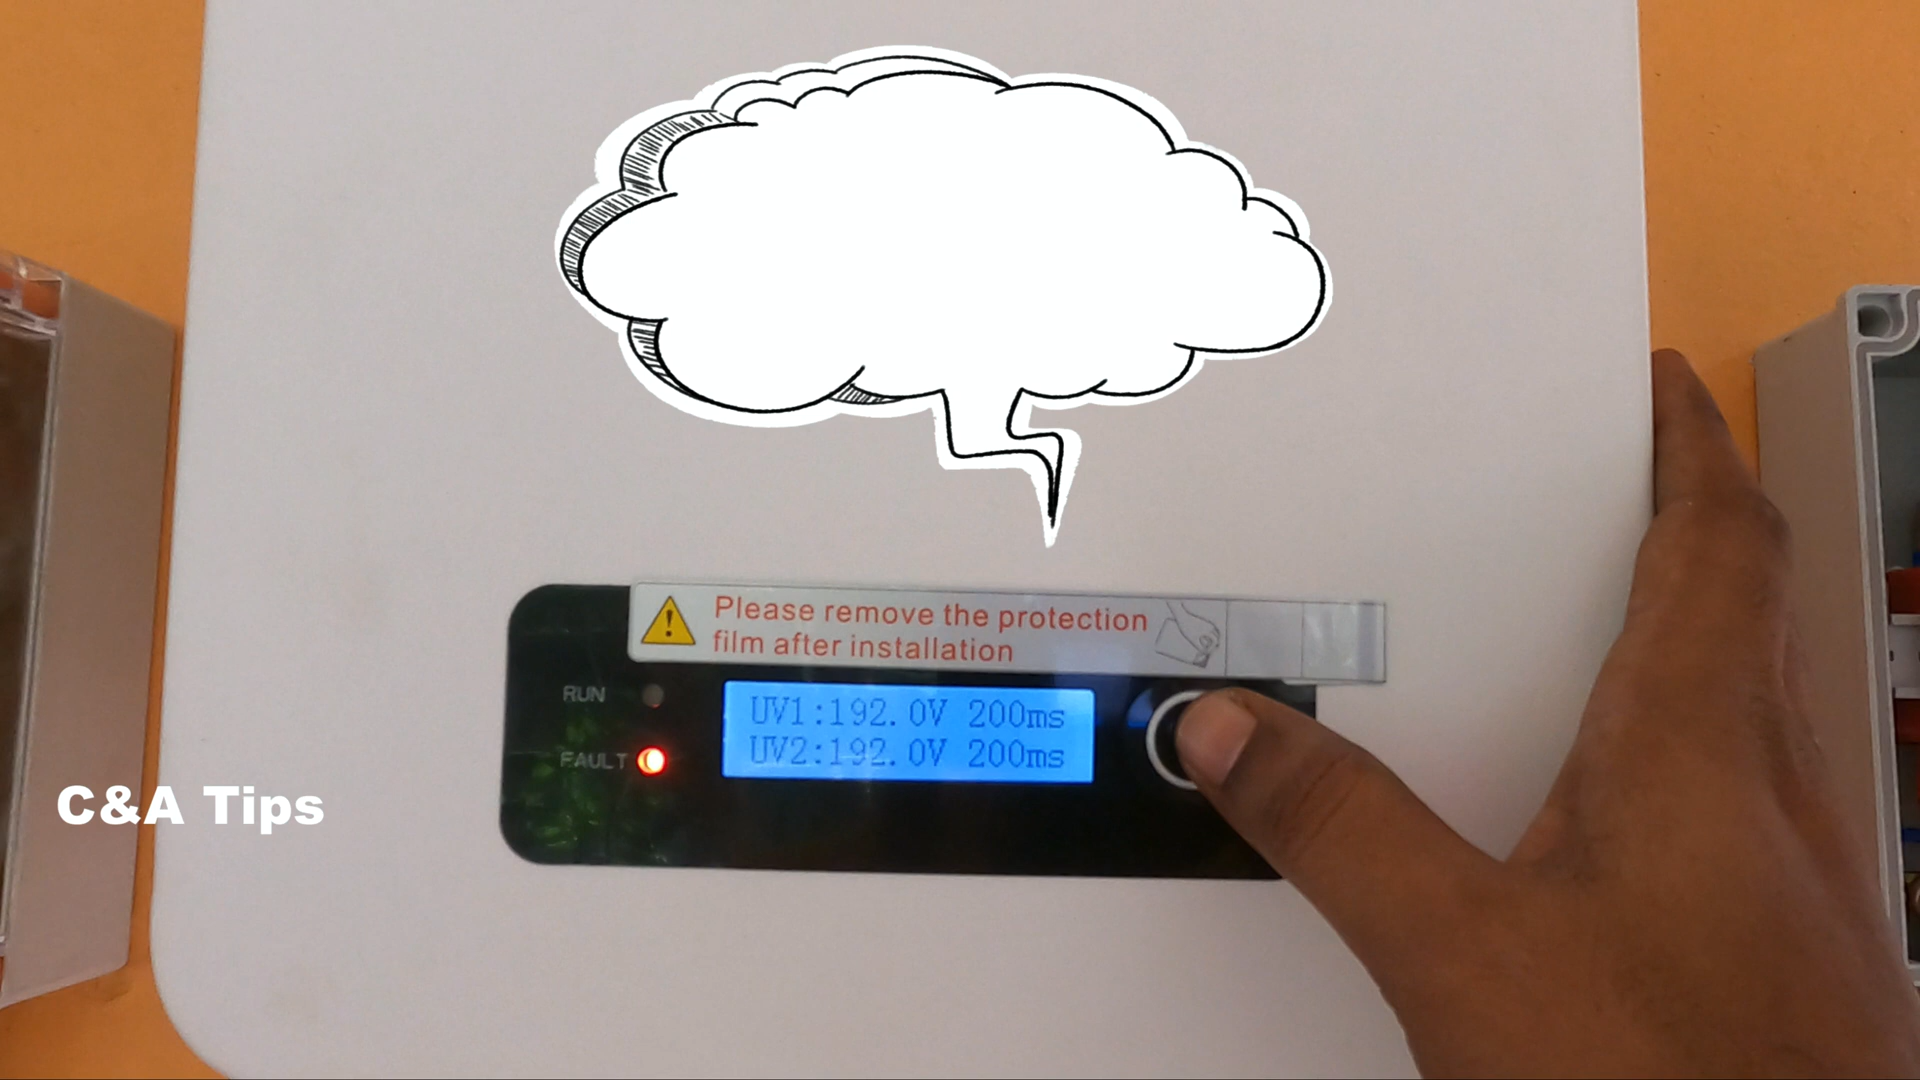 Please remove the protection
film after installation
RUN
UV1:192.0V 200ms
UV2:192.0V 200ms
FAULT
C&A Tips